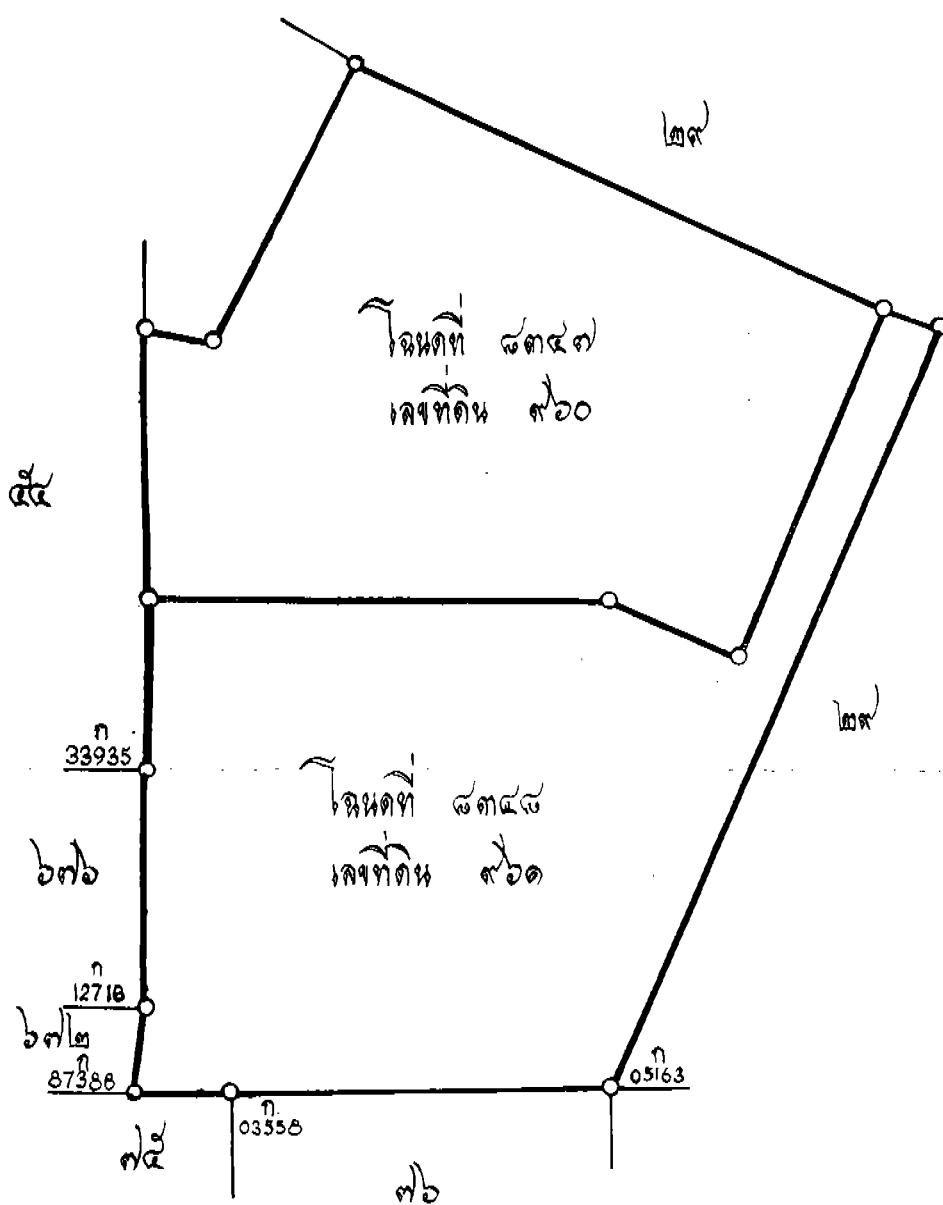 ๒๙
โฉนดที่ ๘๓๔๗
เลขที่ดิน ๙๖๐
๕๕
๒๙
ก
33935
โฉนดที่ ๘๓๔๘
เลขที่ดิน ๙๖๑
๖๗๖
ก
12718
๖๗๒
ก
87388
ก
05163
ก
03558
๗๕
๗๖